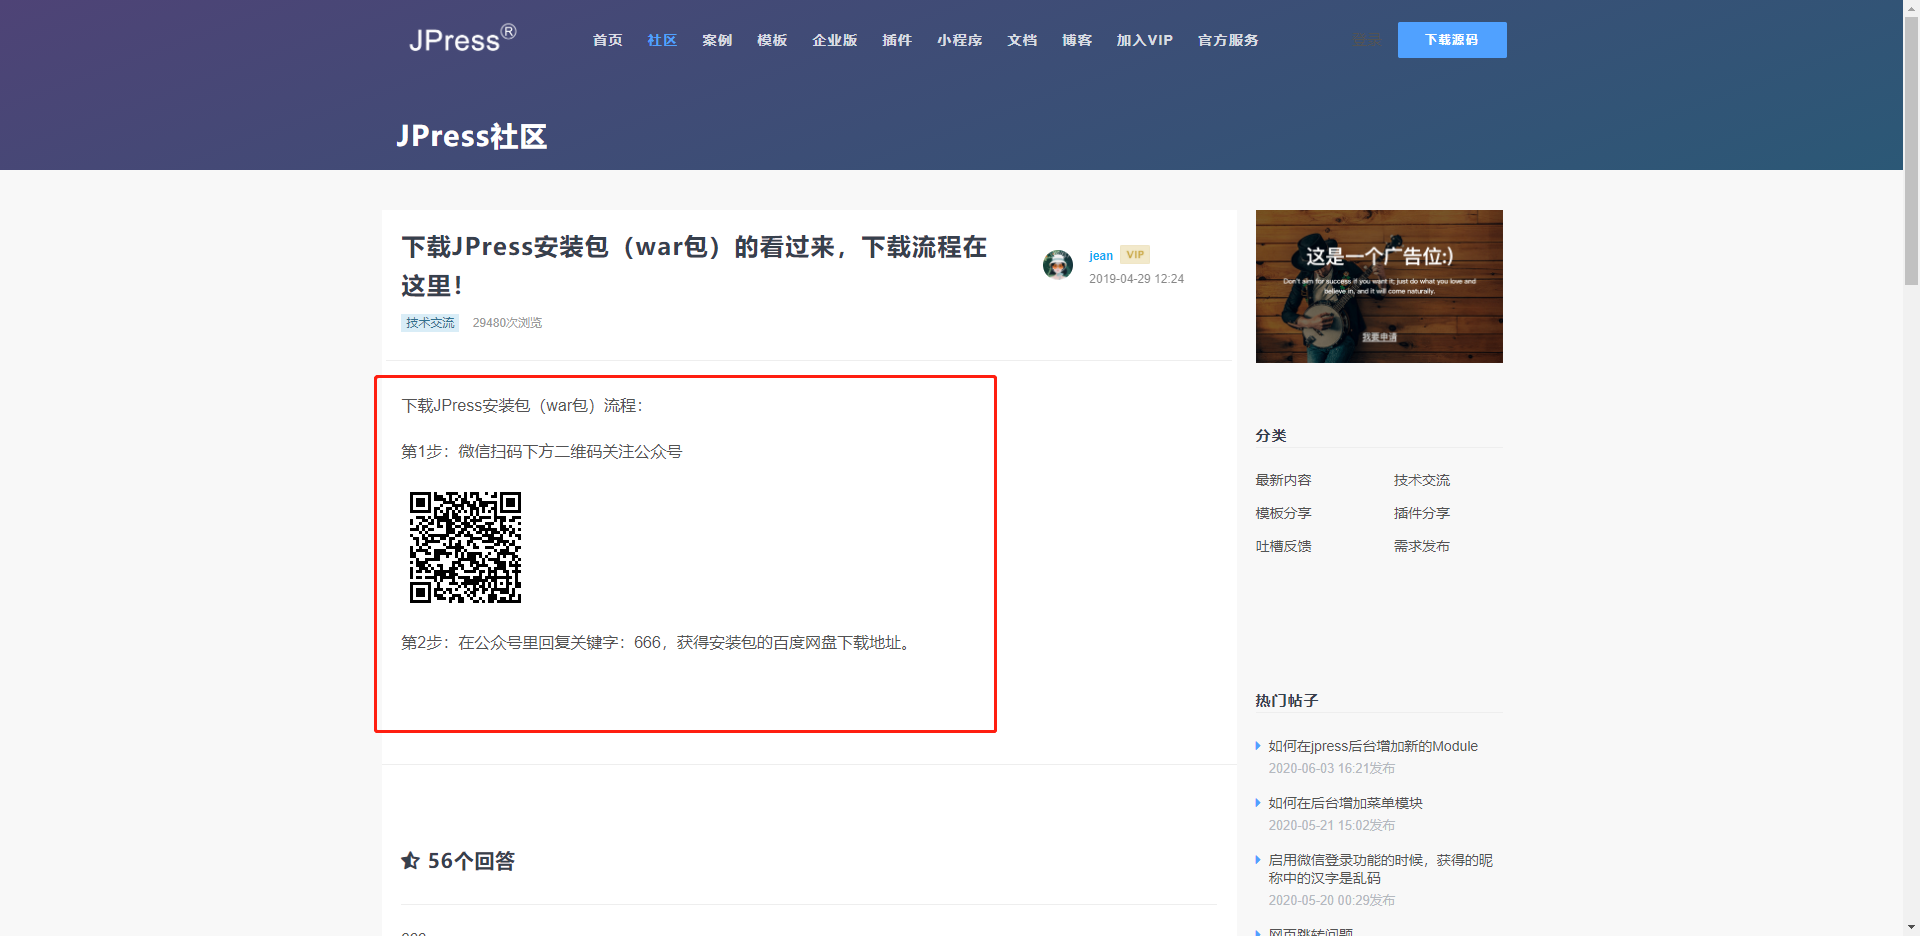 JPress®
首页 社区 案例 模板 企业版 插件 小程序 文档 博客 加入VIP 官方服务 登录 下载源码
JPress社区
下载JPress安装包（war包）的看过来，下载流程在
这里！
技术交流 29480次浏览
jean VIP
2019-04-29 12:24
下载JPress安装包（war包）流程：
第1步：微信扫码下方二维码关注公众号
第2步：在公众号里回复关键字：666，获得安装包的百度网盘下载地址。
56个回答
这是一个广告位:)
Don't aim for success if you want it; just do what you love and
believe in, and it will come naturally.
我要申请
分类
最新内容 技术交流
模板分享 插件分享
吐槽反馈 需求发布
热门帖子
如何在jpress后台增加新的Module
2020-06-03 16:21发布
如何在后台增加菜单模块
2020-05-21 15:02发布
启用微信登录功能的时候，获得的昵
称中的汉字是乱码
2020-05-20 00:29发布
网页跳转问题